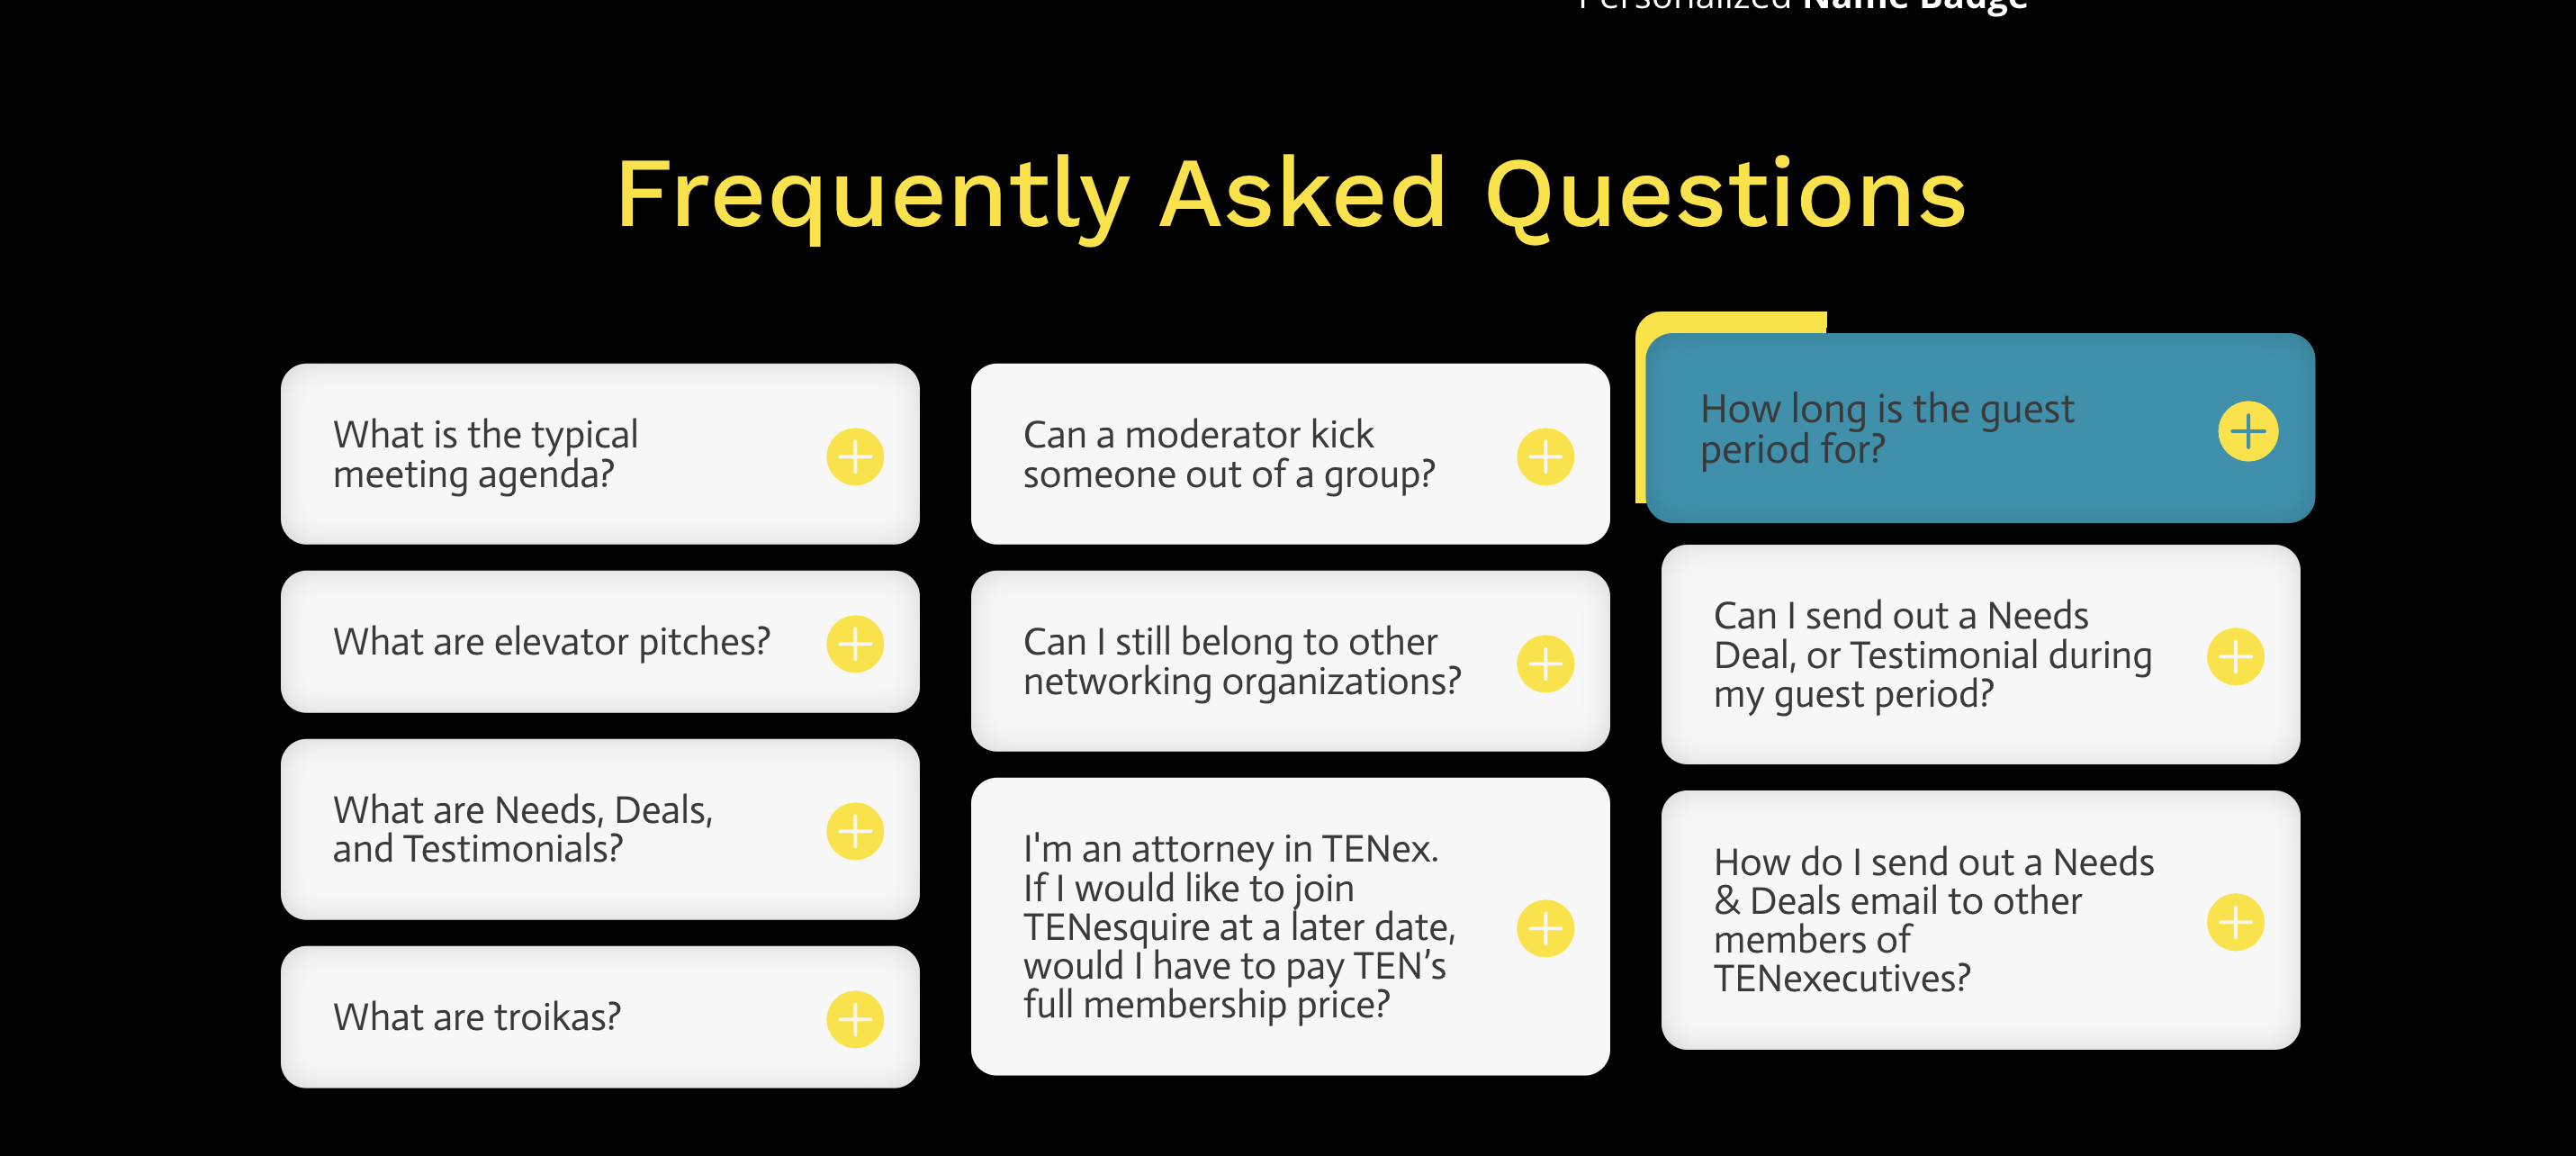 Personalized Name Badge
Frequently Asked Questions
What is the typical
meeting agenda?
What are elevator pitches?
What are Needs, Deals,
and Testimonials?
What are troikas?
Can a moderator kick
someone out of a group?
Can I still belong to other
networking organizations?
I'm an attorney in TENex.
If I would like to join
TENesquire at a later date,
would I have to pay TEN’s
full membership price?
How long is the guest
period for?
Can I send out a Needs
Deal, or Testimonial during
my guest period?
How do I send out a Needs
& Deals email to other
members of
TENexecutives?